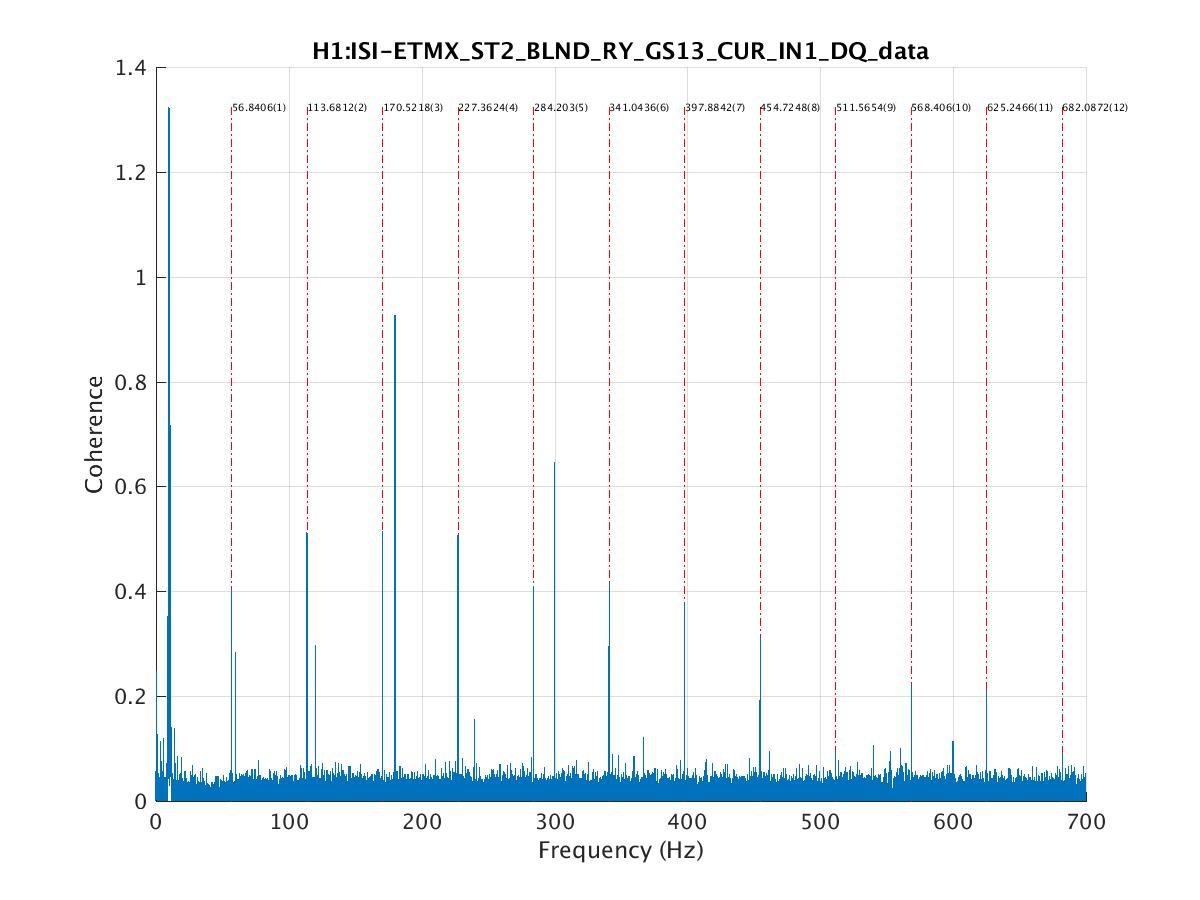 H1:ISI-ETMX_ST2_BLND_RY_GS13_CUR_IN1_DQ_data
1.4
56.8406(1) 113.6812(2) 170.5218(3) 227.3624(4) 284.203(5) 341.0436(6) 397.8842(7) 454.7248(8) 511.5654(9) 568.406(10) 625.2466(11) 682.0872(12)
1.2
1
0.8
0.6
0.4
0.2
0
Coherence
0 100 200 300 400 500 600 700
Frequency (Hz)